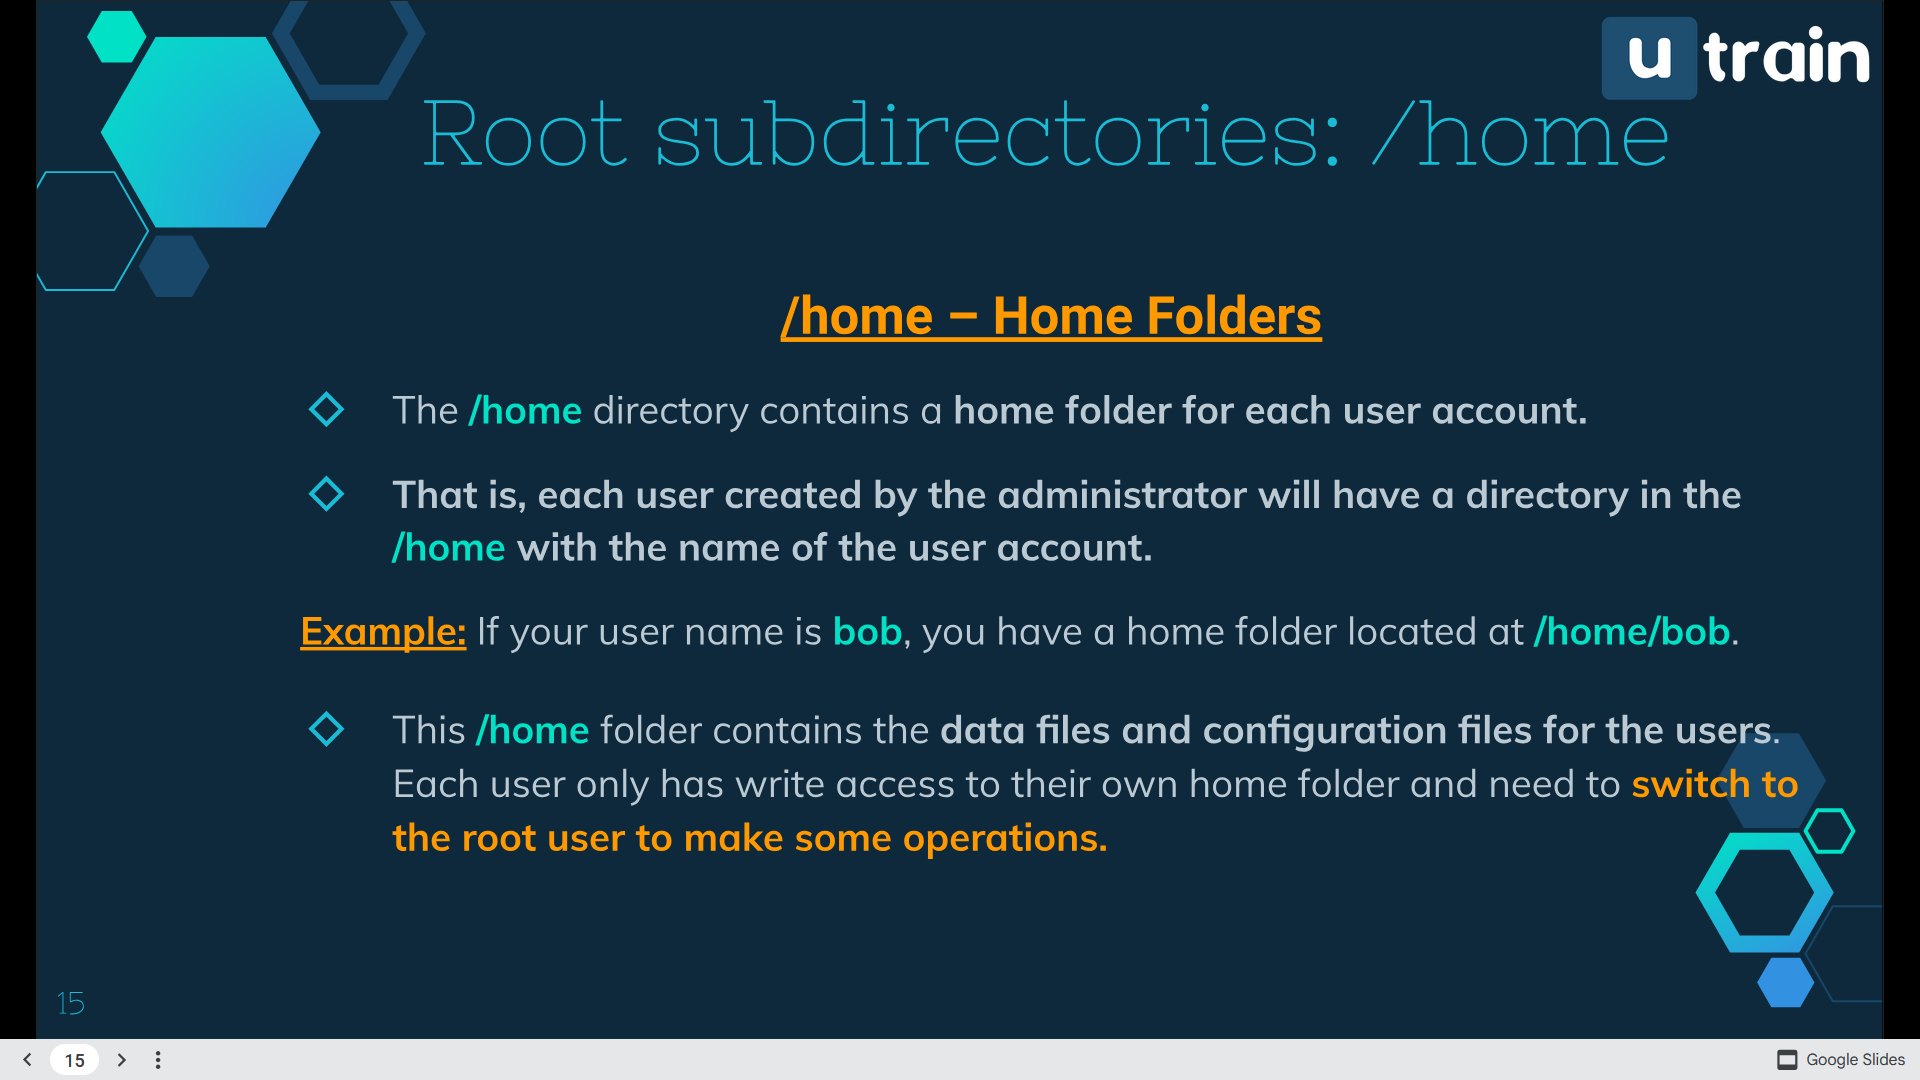 u train
Root subdirectories: /home
/home – Home Folders
The /home directory contains a home folder for each user account.
That is, each user created by the administrator will have a directory in the
/home with the name of the user account.
Example: If your user name is bob, you have a home folder located at /home/bob.
This /home folder contains the data files and configuration files for the users.
Each user only has write access to their own home folder and need to switch to
the root user to make some operations.
15
15
Google Slides